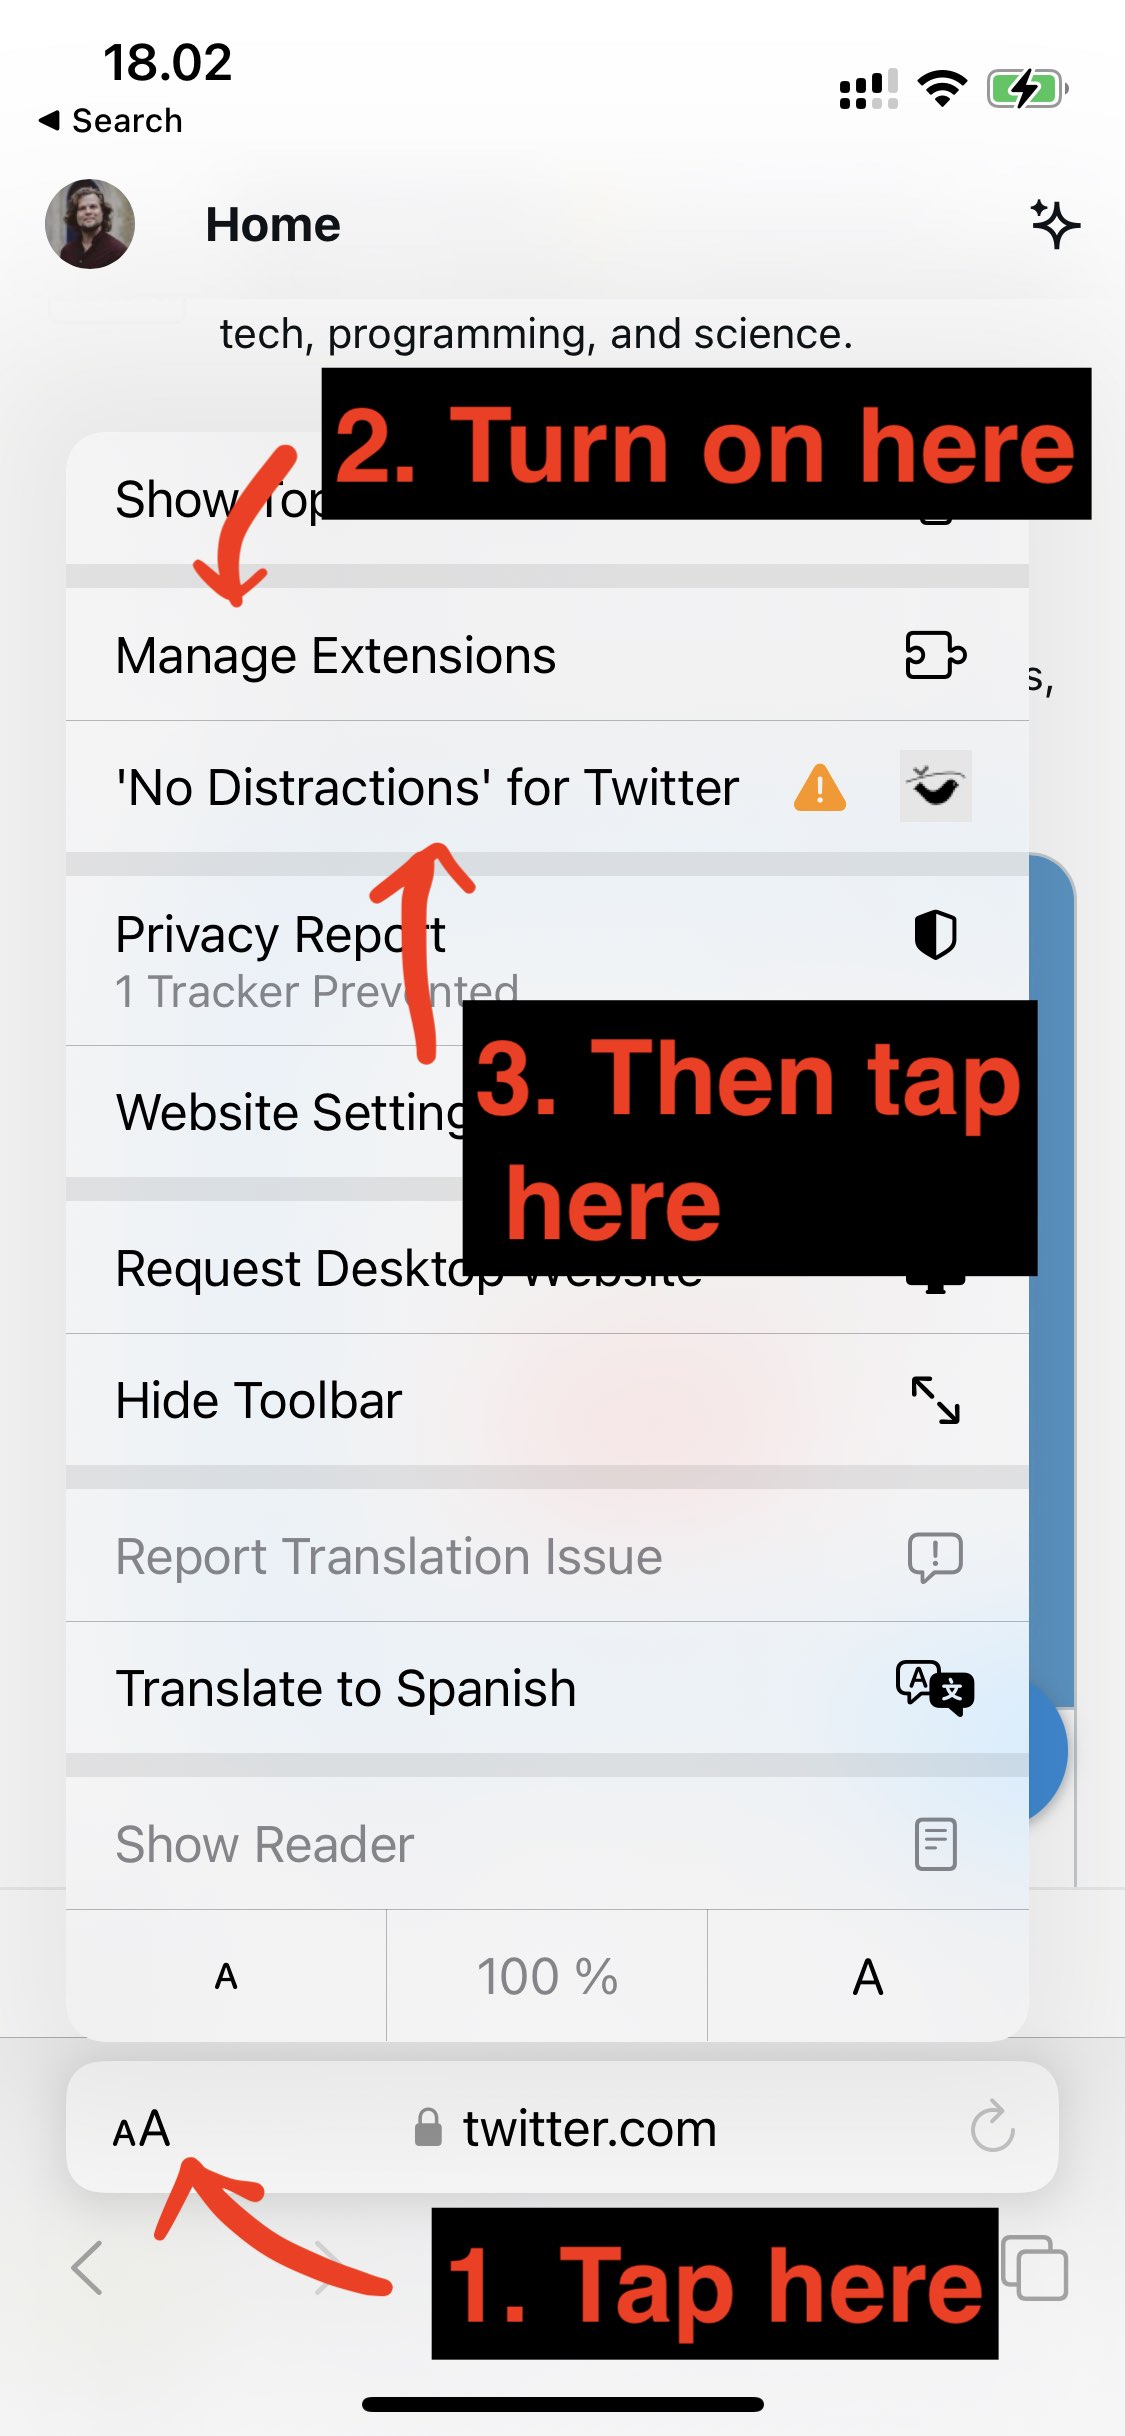 18.02
◀ Search
Home
tech, programming, and science.
2. Turn on here
Show Top
Manage Extensions
s,
'No Distractions' for Twitter
Privacy Report
1 Tracker Prevented
3. Then tap
here
Website Setting
Request Desktop Website
Hide Toolbar
Report Translation Issue
Translate to Spanish
Show Reader
A 100 % A
AA twitter.com
1. Tap here